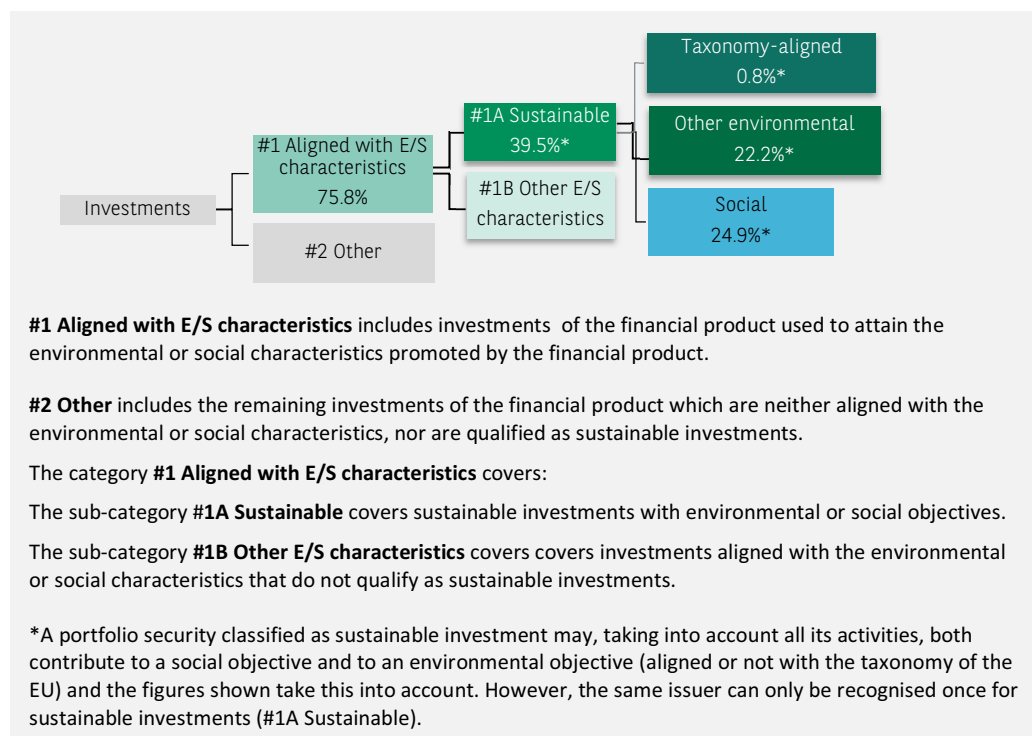 Taxonomy-aligned
0.8%*
#1A Sustainable
39.5%*
Other environmental
22.2%*
#1 Aligned with E/S
characteristics
75.8%
#1B Other E/S
characteristics
Investments
Social
24.9%*
#2 Other
#1 Aligned with E/S characteristics includes investments of the financial product used to attain the
environmental or social characteristics promoted by the financial product.
#2 Other includes the remaining investments of the financial product which are neither aligned with the
environmental or social characteristics, nor are qualified as sustainable investments.
The category #1 Aligned with E/S characteristics covers:
The sub-category #1A Sustainable covers sustainable investments with environmental or social objectives.
The sub-category #1B Other E/S characteristics covers covers investments aligned with the environmental
or social characteristics that do not qualify as sustainable investments.
*A portfolio security classified as sustainable investment may, taking into account all its activities, both
contribute to a social objective and to an environmental objective (aligned or not with the taxonomy of the
EU) and the figures shown take this into account. However, the same issuer can only be recognised once for
sustainable investments (#1A Sustainable).